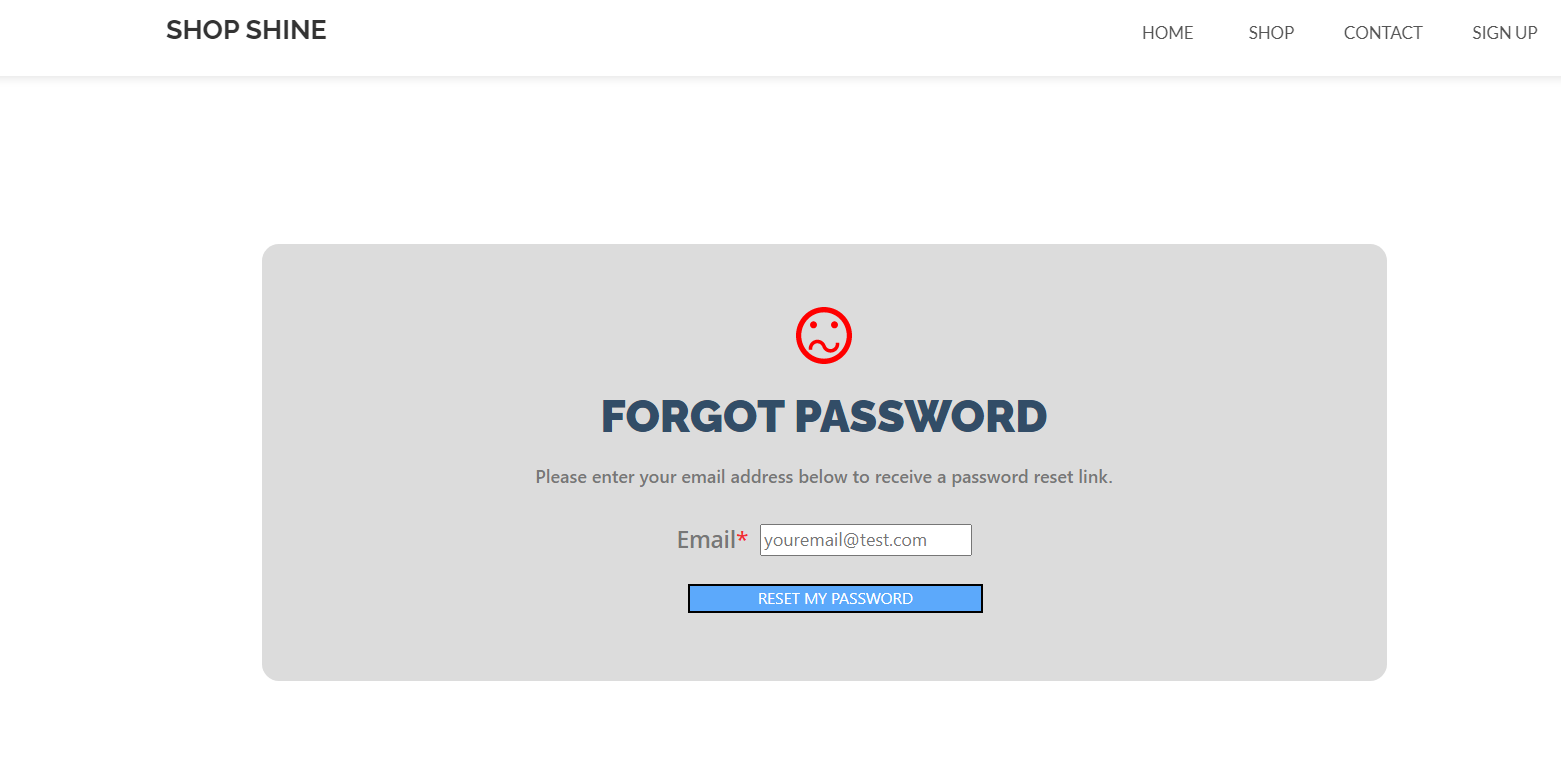 SHOP SHINE HOME SHOP CONTACT SIGN UP
FORGOT PASSWORD
Please enter your email address below to receive a password reset link.
Email* youremail@test.com
RESET MY PASSWORD